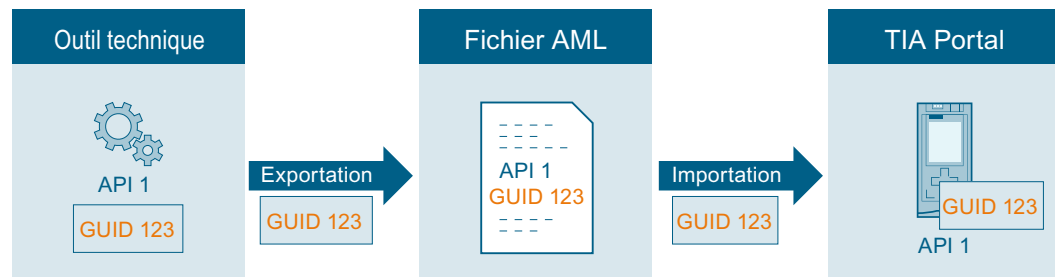 Outil technique
Fichier AML
TIA Portal
API 1
GUID 123
Exportation
GUID 123
API 1
GUID 123
Importation
GUID 123
GUID 123
API 1